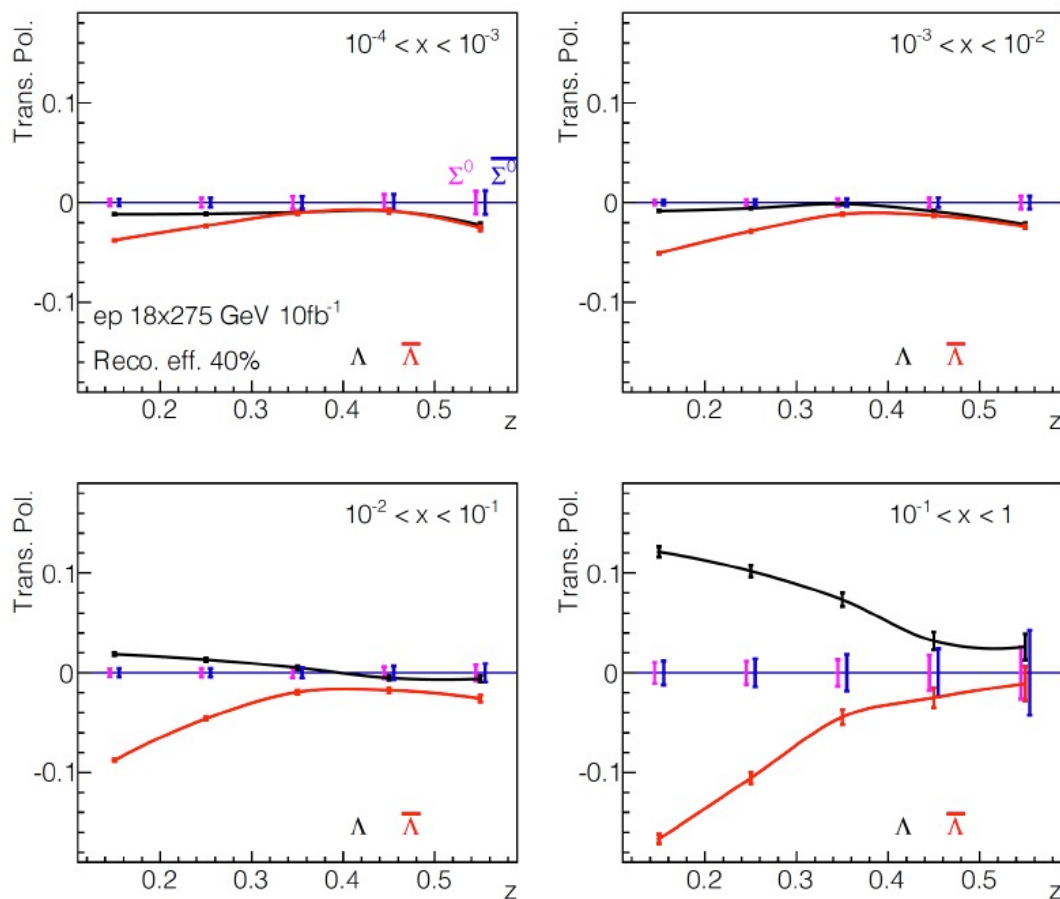 Trans. Pol.
10⁻⁴ < x < 10⁻³
0.1
0
-0.1
Σ⁰ Σ̅⁰
ep 18x275 GeV 10fb⁻¹
Reco. eff. 40%
Λ Λ̅
0.2 0.3 0.4 0.5
z
Trans. Pol.
10⁻³ < x < 10⁻²
0.1
0
-0.1
Λ Λ̅
0.2 0.3 0.4 0.5
z
Trans. Pol.
10⁻² < x < 10⁻¹
0.1
0
-0.1
Λ Λ̅
0.2 0.3 0.4 0.5
z
Trans. Pol.
10⁻¹ < x < 1
0.1
0
-0.1
Λ Λ̅
0.2 0.3 0.4 0.5
z